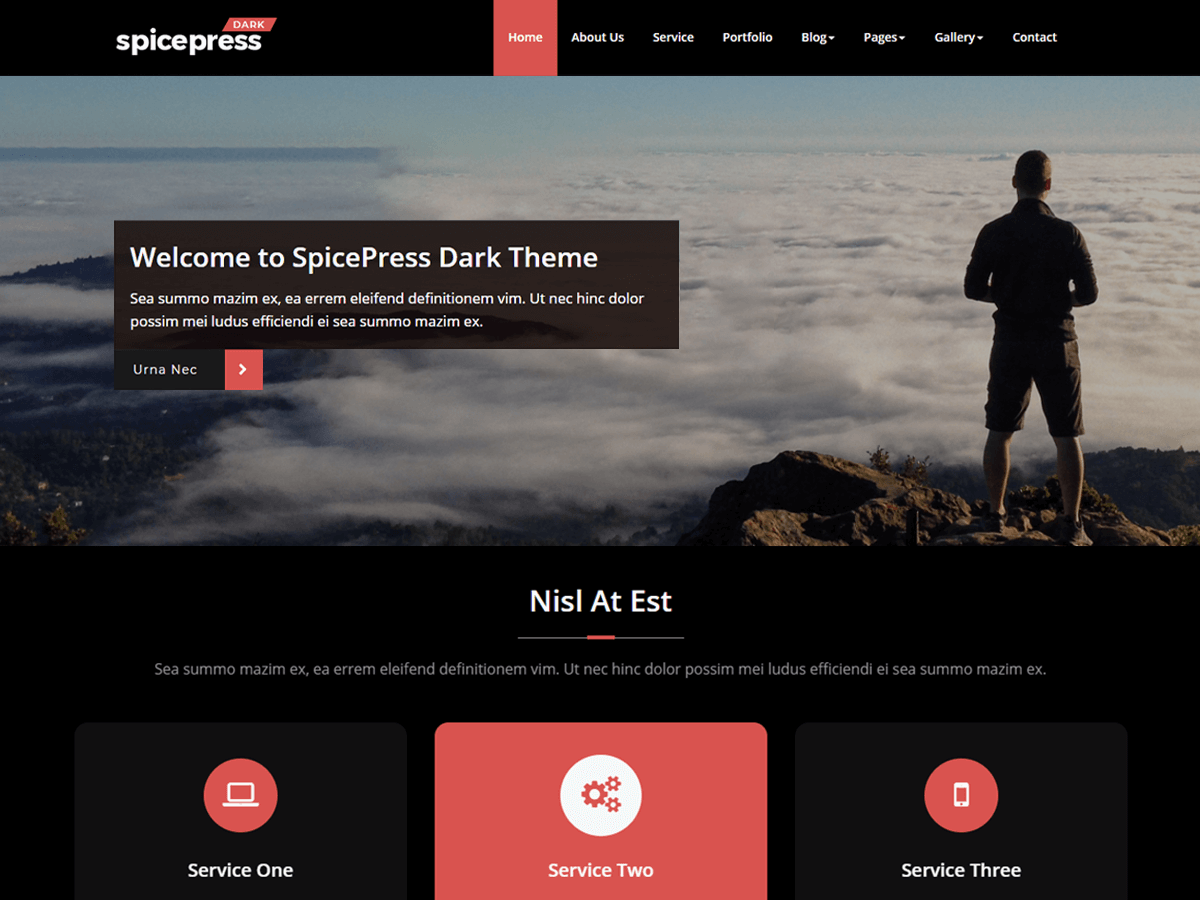 DARK
spicepress
Home About Us Service Portfolio Blog Pages Gallery Contact
Welcome to SpicePress Dark Theme
Sea summo mazim ex, ea errem eleifend definitionem vim. Ut nec hinc dolor
possim mei ludus efficiendi ei sea summo mazim ex.
Urna Nec
Nisl At Est
Sea summo mazim ex, ea errem eleifend definitionem vim. Ut nec hinc dolor possim mei ludus efficiendi ei sea summo mazim ex.
Service One
Service Two
Service Three